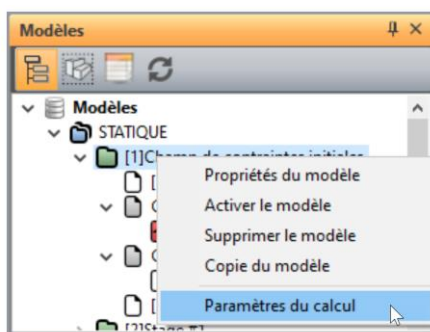 Modèles
Modèles
STATIQUE
[1]Champ de contraintes initiales
[
Propriétés du modèle
Activer le modèle
Supprimer le modèle
Copie du modèle
[
Paramètres du calcul
[2]Stage #1